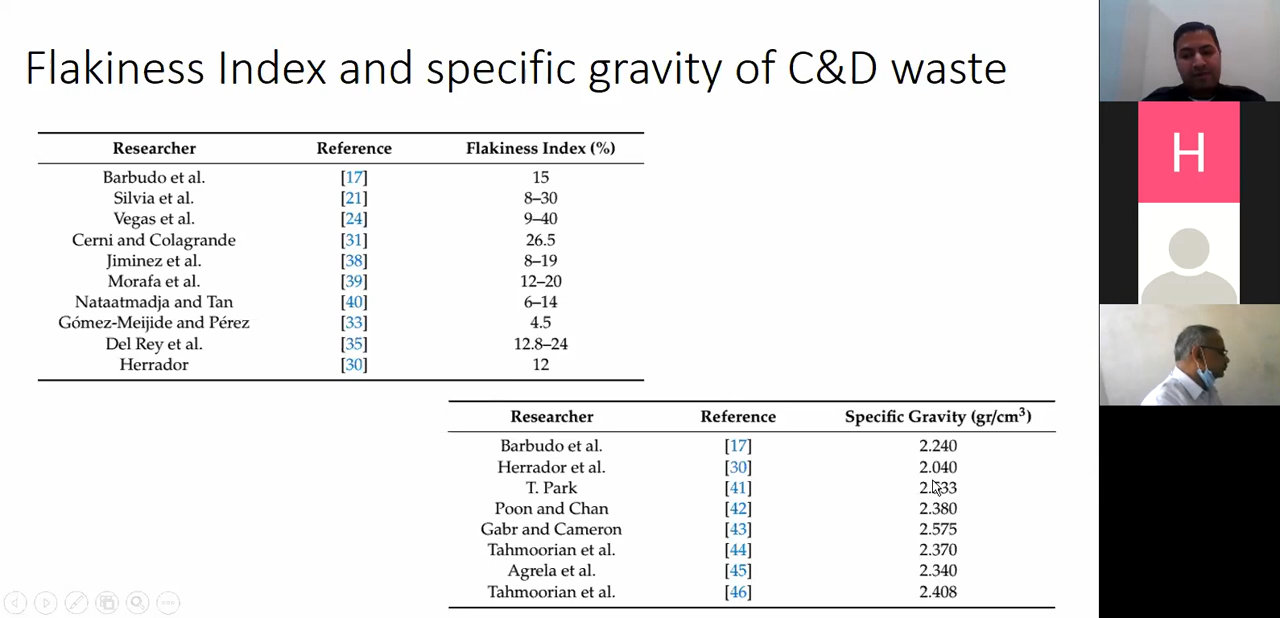 Flakiness Index and specific gravity of C&D waste
Researcher Reference Flakiness Index (%)
Barbudo et al. [17] 15
Silvia et al. [21] 8–30
Vegas et al. [24] 9–40
Cerni and Colagrande [31] 26.5
Jiminez et al. [38] 8–19
Morafa et al. [39] 12–20
Nataatmadja and Tan [40] 6–14
Gómez-Meijide and Pérez [33] 4.5
Del Rey et al. [35] 12.8–24
Herrador [30] 12
Researcher Reference Specific Gravity (gr/cm³)
Barbudo et al. [17] 2.240
Herrador et al. [30] 2.040
T. Park [41]
Poon and Chan [42] 2.380
Gabr and Cameron [43] 2.575
Tahmoorian et al. [44] 2.370
Agrela et al. [45] 2.340
Tahmoorian et al. [46] 2.408
H